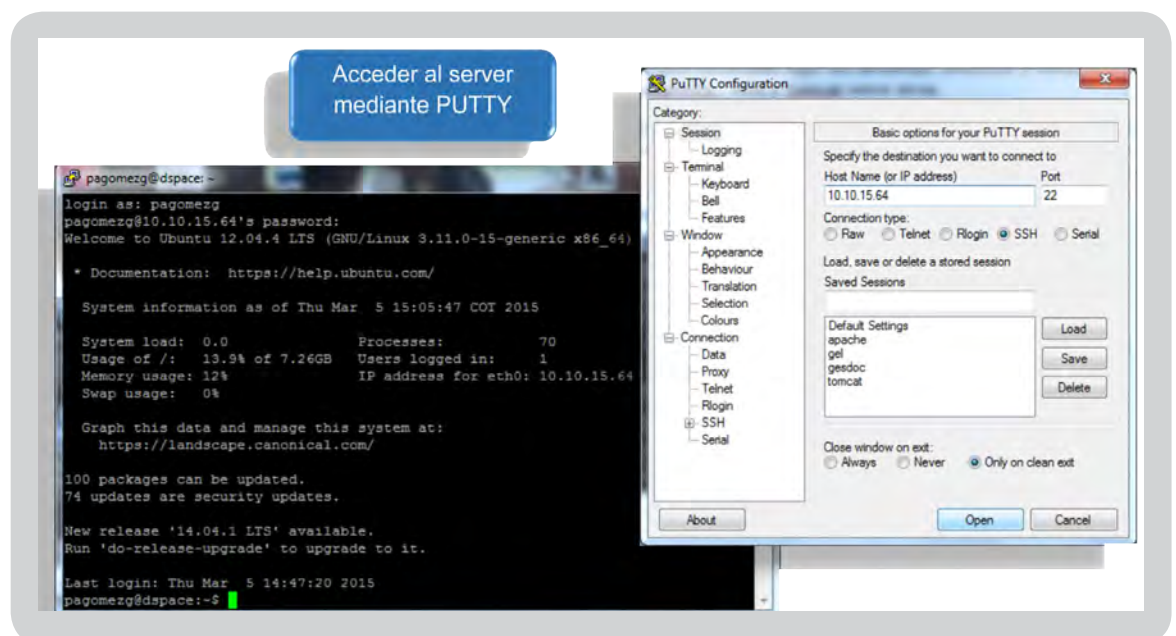 Acceder al server
mediante PUTTY
pagomezg@dspace: ~
login as: pagomezg
pagomezg@10.10.15.64's password:
Welcome to Ubuntu 12.04.4 LTS (GNU/Linux 3.11.0-15-generic x86_64)
* Documentation: https://help.ubuntu.com/
System information as of Thu Mar 5 15:05:47 COT 2015
System load: 0.0 Processes: 70
Usage of /: 13.9% of 7.26GB Users logged in: 1
Memory usage: 12% IP address for eth0: 10.10.15.64
Swap usage: 0%
Graph this data and manage this system at:
https://landscape.canonical.com/
100 packages can be updated.
74 updates are security updates.
New release '14.04.1 LTS' available.
Run 'do-release-upgrade' to upgrade to it.
Last login: Thu Mar 5 14:47:20 2015
pagomezg@dspace:~$
PuTTY Configuration
Category:
Session
Logging
Terminal
Keyboard
Bell
Features
Window
Appearance
Behaviour
Translation
Selection
Colours
Connection
Data
Proxy
Telnet
Rlogin
SSH
Serial
Basic options for your PuTTY session
Specify the destination you want to connect to
Host Name (or IP address) Port
10.10.15.64 22
Connection type:
Raw Telnet Rlogin SSH Serial
Load, save or delete a stored session
Saved Sessions
Default Settings
apache
gel
gesdoc
tomcat
Load
Save
Delete
Close window on exit:
Always Never Only on clean exit
About Open Cancel